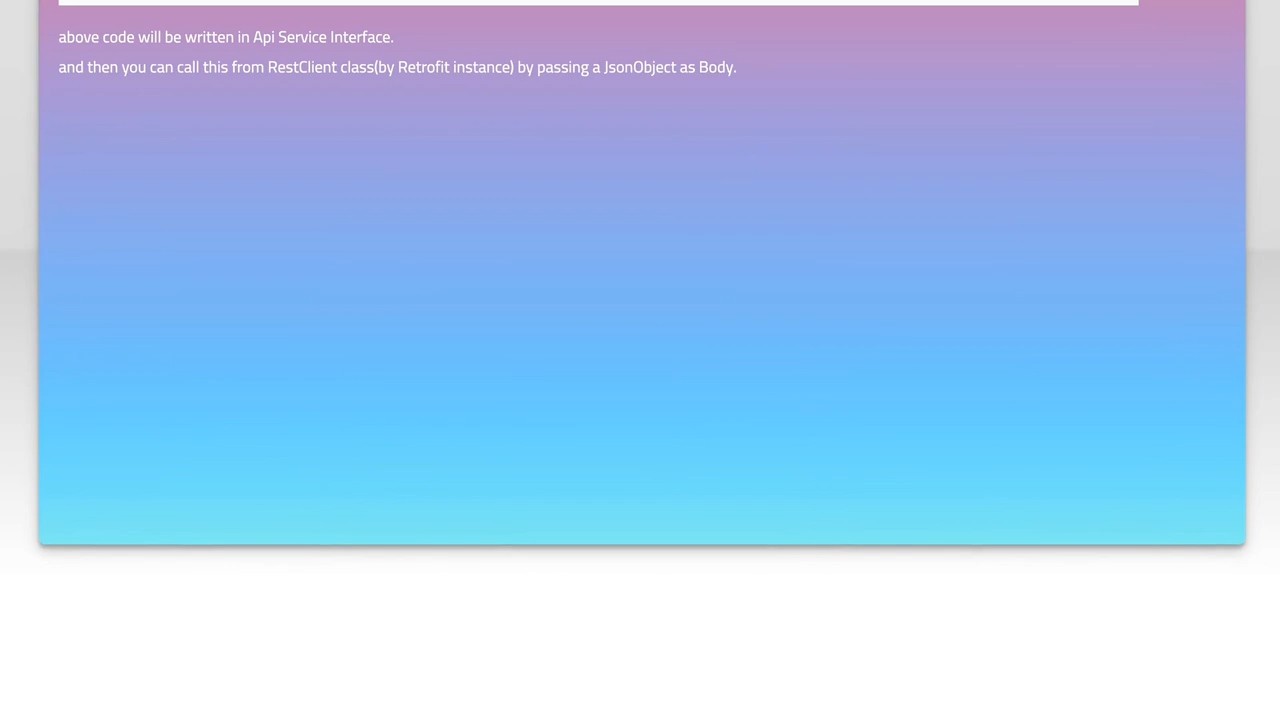 above code will be written in Api Service Interface.
and then you can call this from RestClient class(by Retrofit instance) by passing a JsonObject as Body.